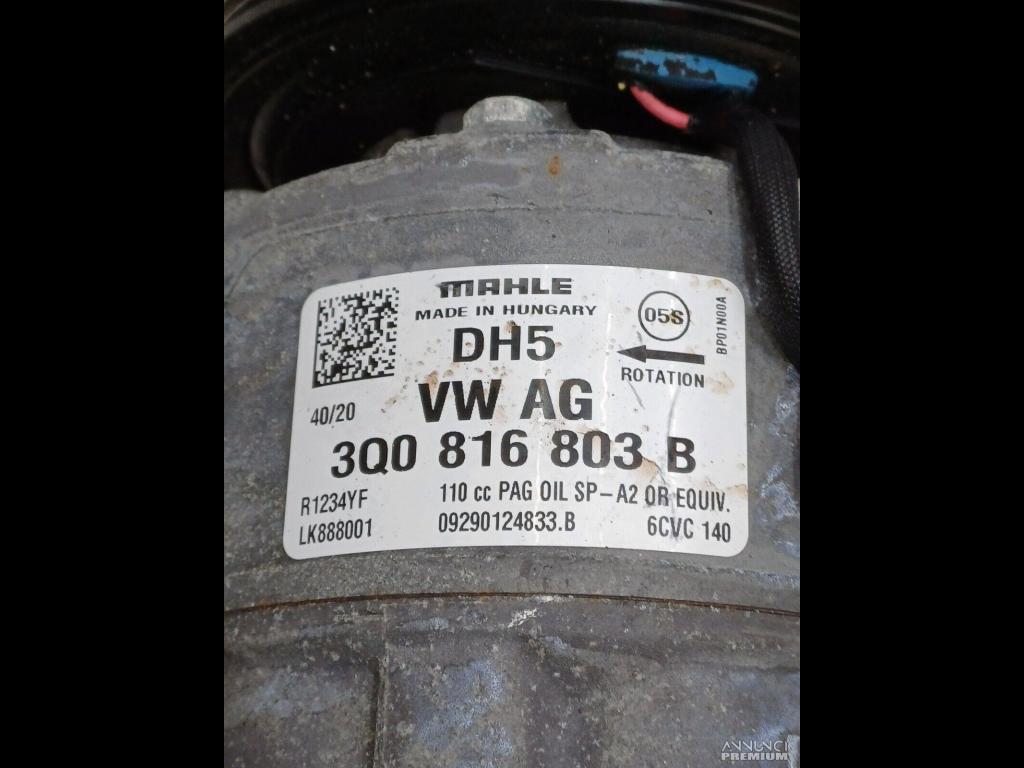 MAHLE
MADE IN HUNGARY
DH5
05S
BP01N00A
ROTATION
40/20
VW AG
3Q0 816 803 B
R1234YF
110 cc PAG OIL SP-A2 OR EQUIV.
LK888001
09290124833.B
6CVC 140
ANNUNCI
PREMIUM